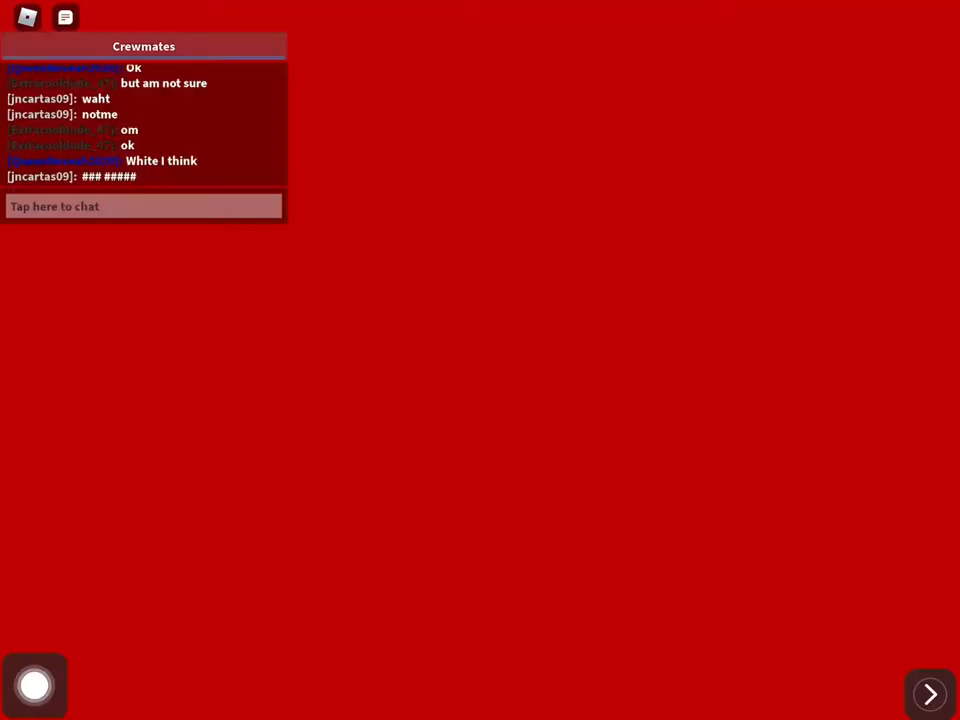 Crewmates
Ok
but am not sure
[jncartas09]: waht
[jncartas09]: notme
om
ok
White I think
[jncartas09]: ### #####
Tap here to chat